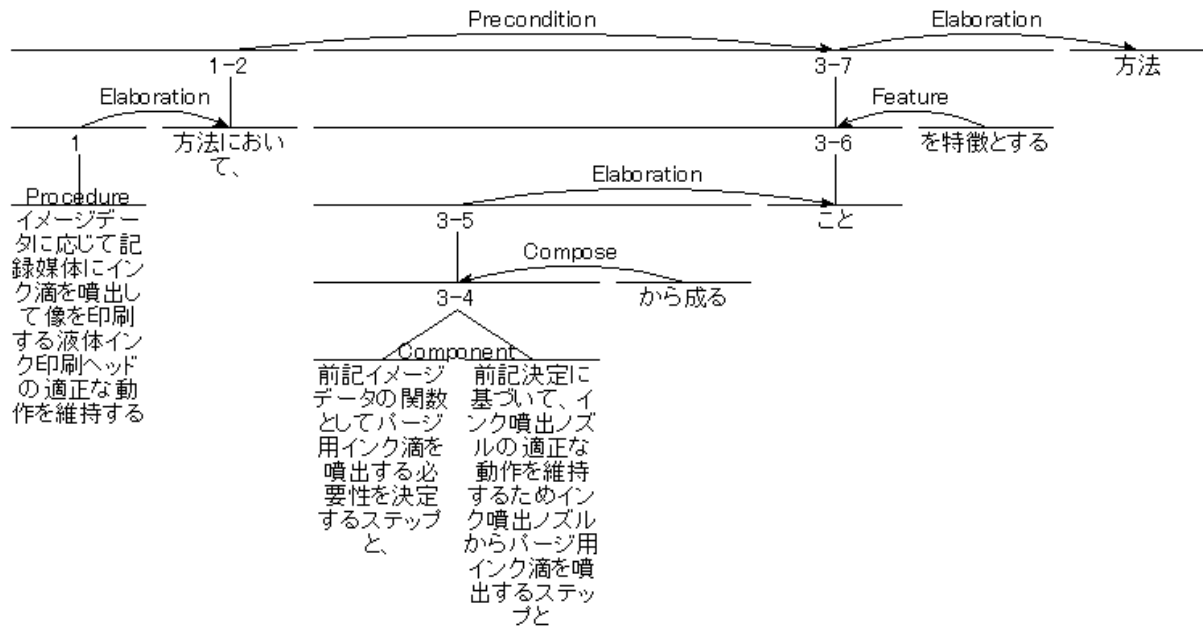 Precondition
Elaboration
1-2
3-7
方法
Elaboration
Feature
1
方法におい
て、
3-6
を特徴とする
Procedure
イメージデー
タに応じて記
録媒体にイン
ク滴を噴出し
て像を印刷
する液体イン
ク印刷ヘッド
の適正な動
作を維持する
Elaboration
3-5
こと
Compose
3-4
から成る
Component
前記イメージ
データの関数
としてパージ
用インク滴を
噴出する必
要性を決定
するステップ
と、
前記決定に
基づいて、イ
ンク噴出ノズ
ルの適正な
動作を維持
するためイン
ク噴出ノズル
からパージ用
インク滴を噴
出するステッ
プと